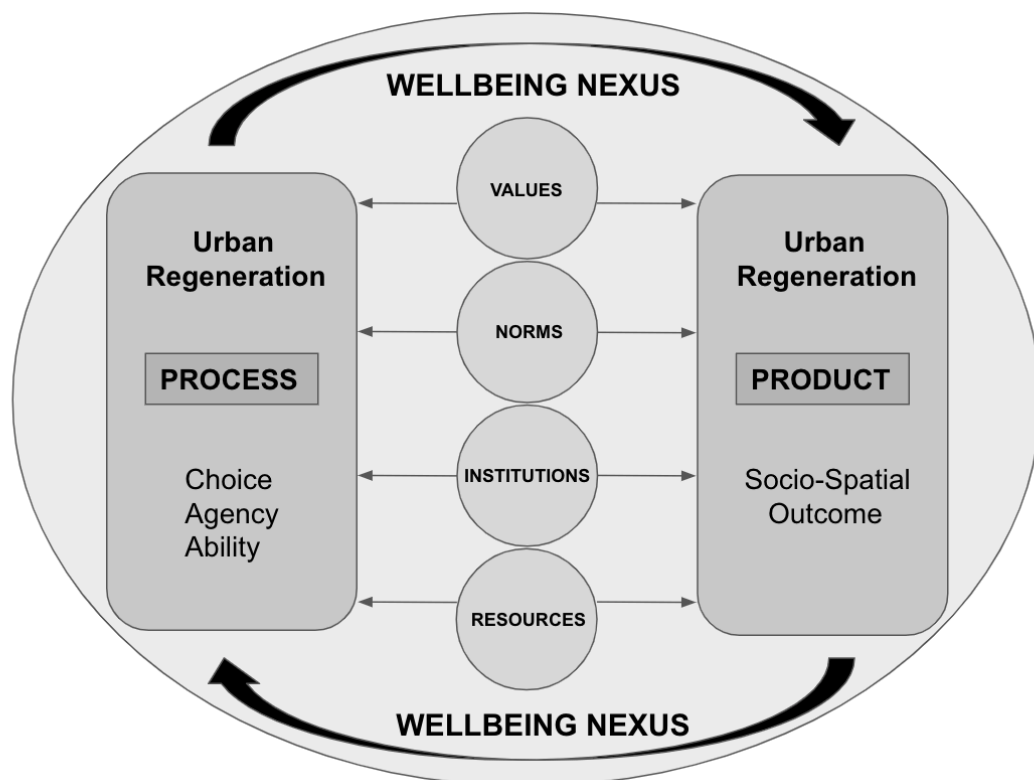 WELLBEING NEXUS
Urban
Regeneration
PROCESS
Choice
Agency
Ability
VALUES
NORMS
INSTITUTIONS
RESOURCES
Urban
Regeneration
PRODUCT
Socio-Spatial
Outcome
WELLBEING NEXUS